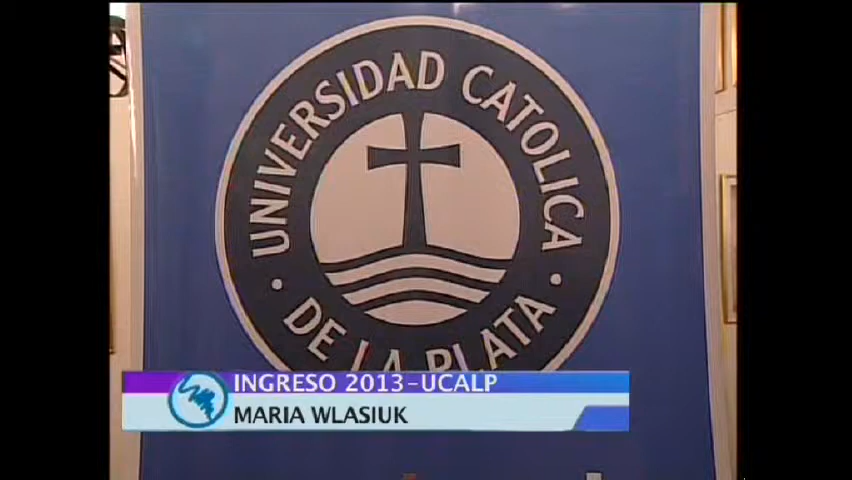 UNIVERSIDAD CATOLICA
DE LA PLATA
INGRESO 2013-UCALP
MARIA WLASIUK